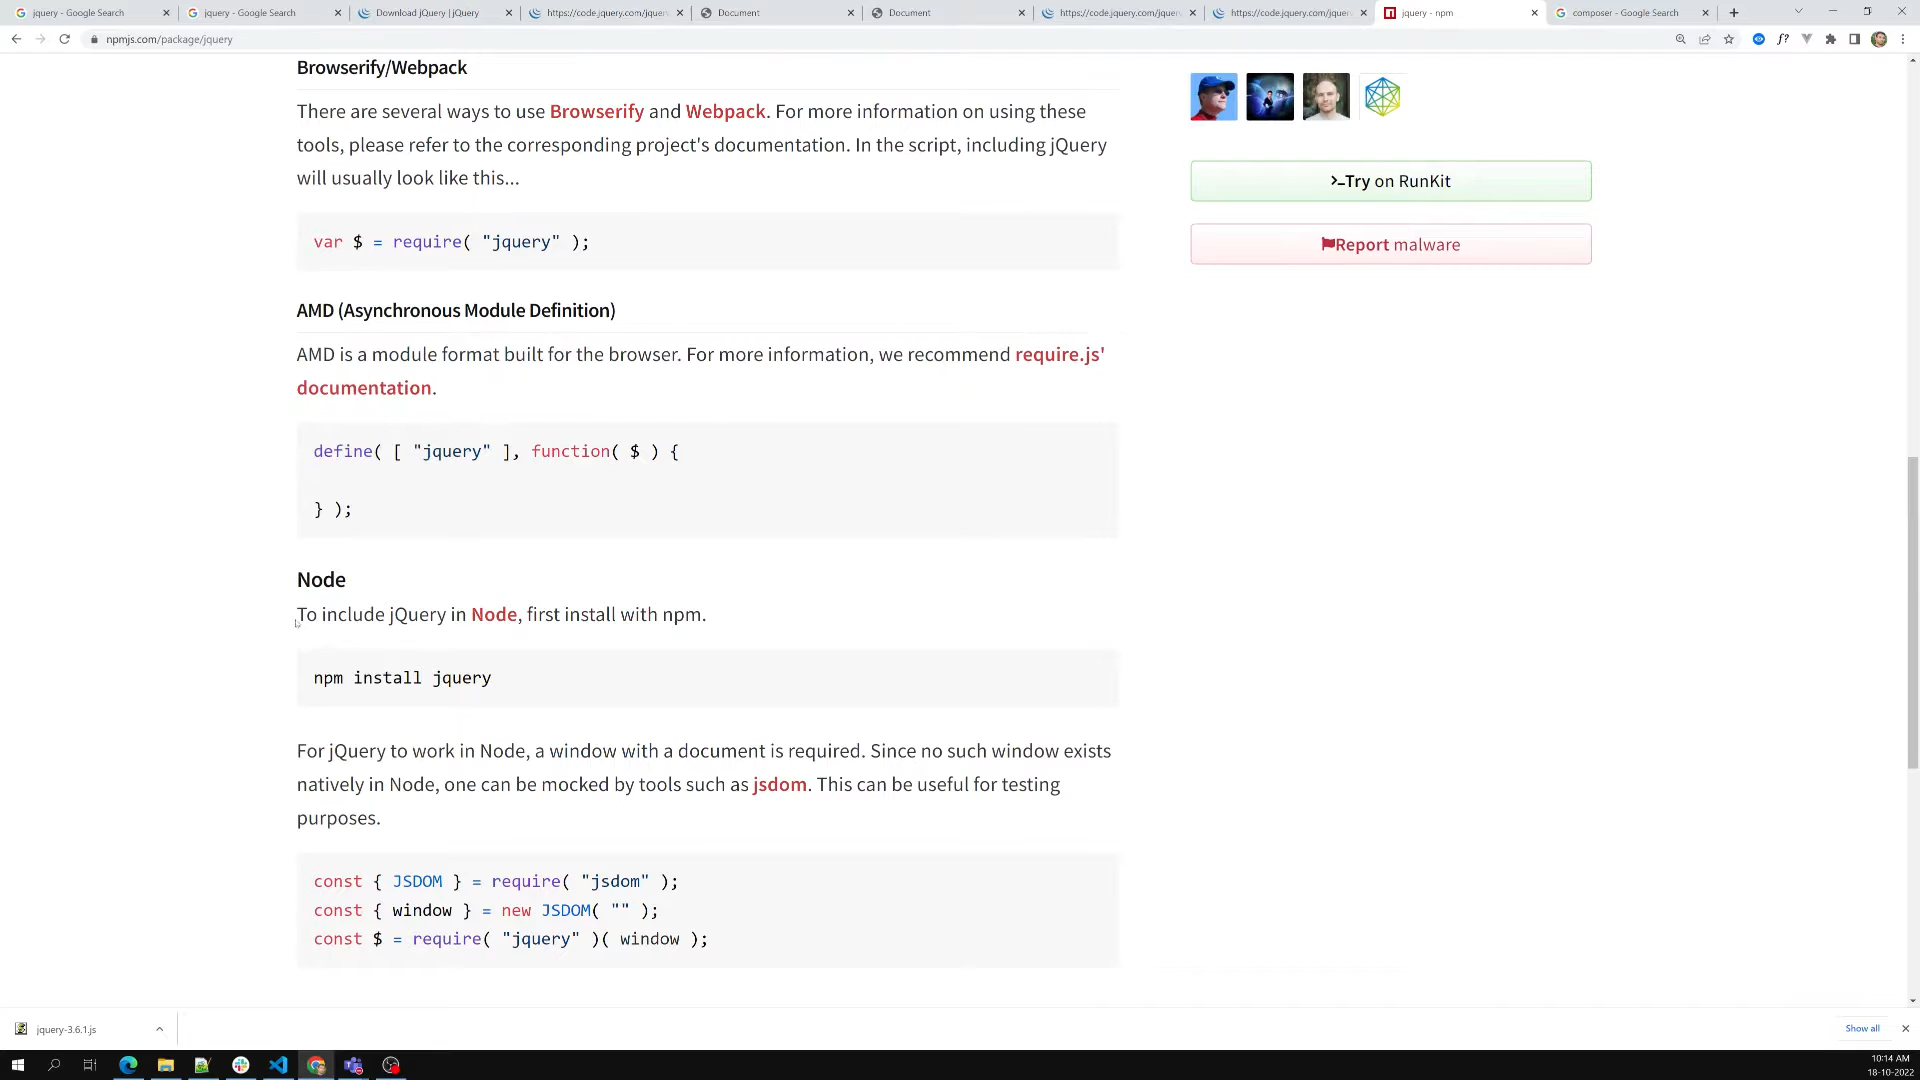 jquery - Google Search
jquery - Google Search
Download jQuery | jQuery
https://code.jquery.com/jquer
Document
Document
https://code.jquery.com/jquer
https://code.jquery.com/jquer
jquery - npm
composer - Google Search
npmjs.com/package/jquery
f?
Browserify/Webpack
There are several ways to use Browserify and Webpack. For more information on using these
tools, please refer to the corresponding project's documentation. In the script, including jQuery
will usually look like this...
var $ = require( "jquery" );
AMD (Asynchronous Module Definition)
AMD is a module format built for the browser. For more information, we recommend require.js'
documentation.
define( [ "jquery" ], function( $ ) {
} );
Node
To include jQuery in Node, first install with npm.
npm install jquery
For jQuery to work in Node, a window with a document is required. Since no such window exists
natively in Node, one can be mocked by tools such as jsdom. This can be useful for testing
purposes.
const { JSDOM } = require( "jsdom" );
const { window } = new JSDOM( "" );
const $ = require( "jquery" )( window );
>_Try on RunKit
Report malware
jquery-3.6.1.js
Show all
10:14 AM
18-10-2022